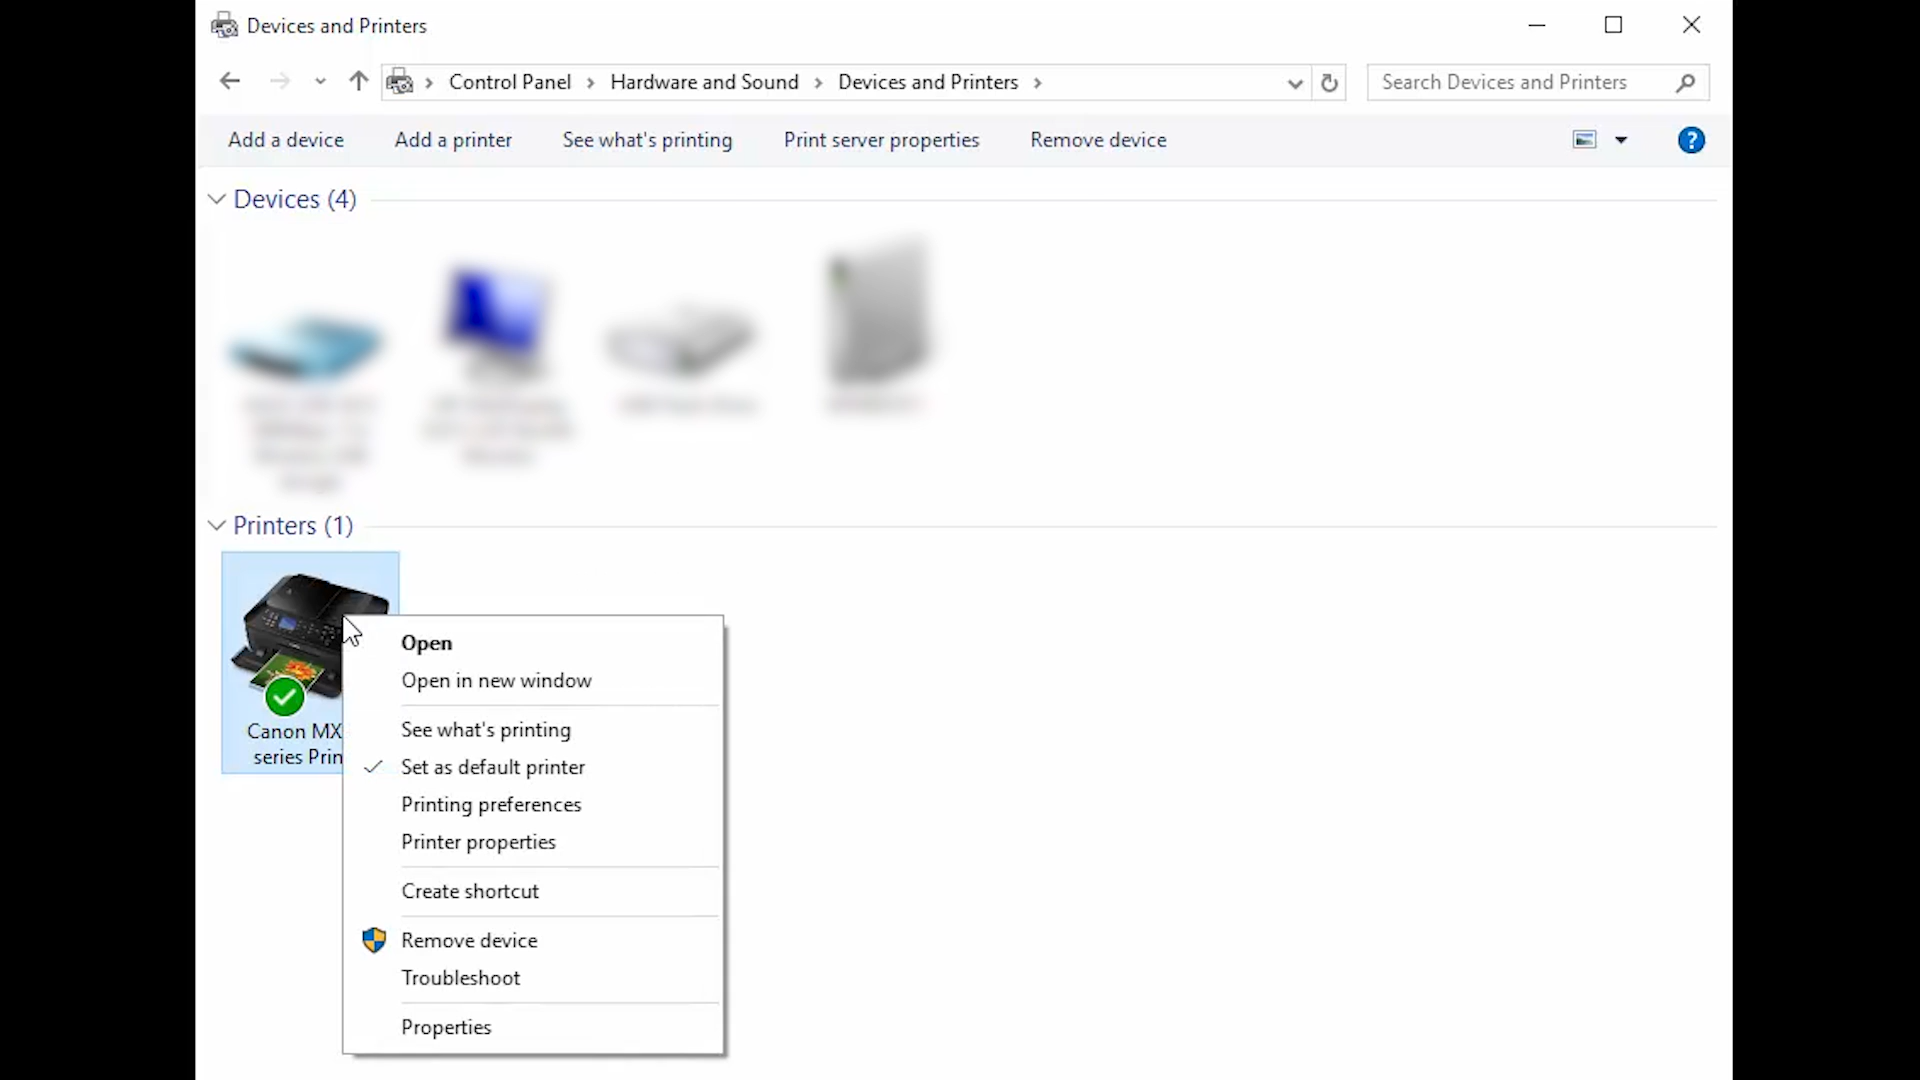 Devices and Printers
Control Panel > Hardware and Sound > Devices and Printers >
Search Devices and Printers
Add a device
Add a printer
See what's printing
Print server properties
Remove device
?
Devices (4)
Printers (1)
Canon MX
series Prin
Open
Open in new window
See what's printing
Set as default printer
Printing preferences
Printer properties
Create shortcut
Remove device
Troubleshoot
Properties